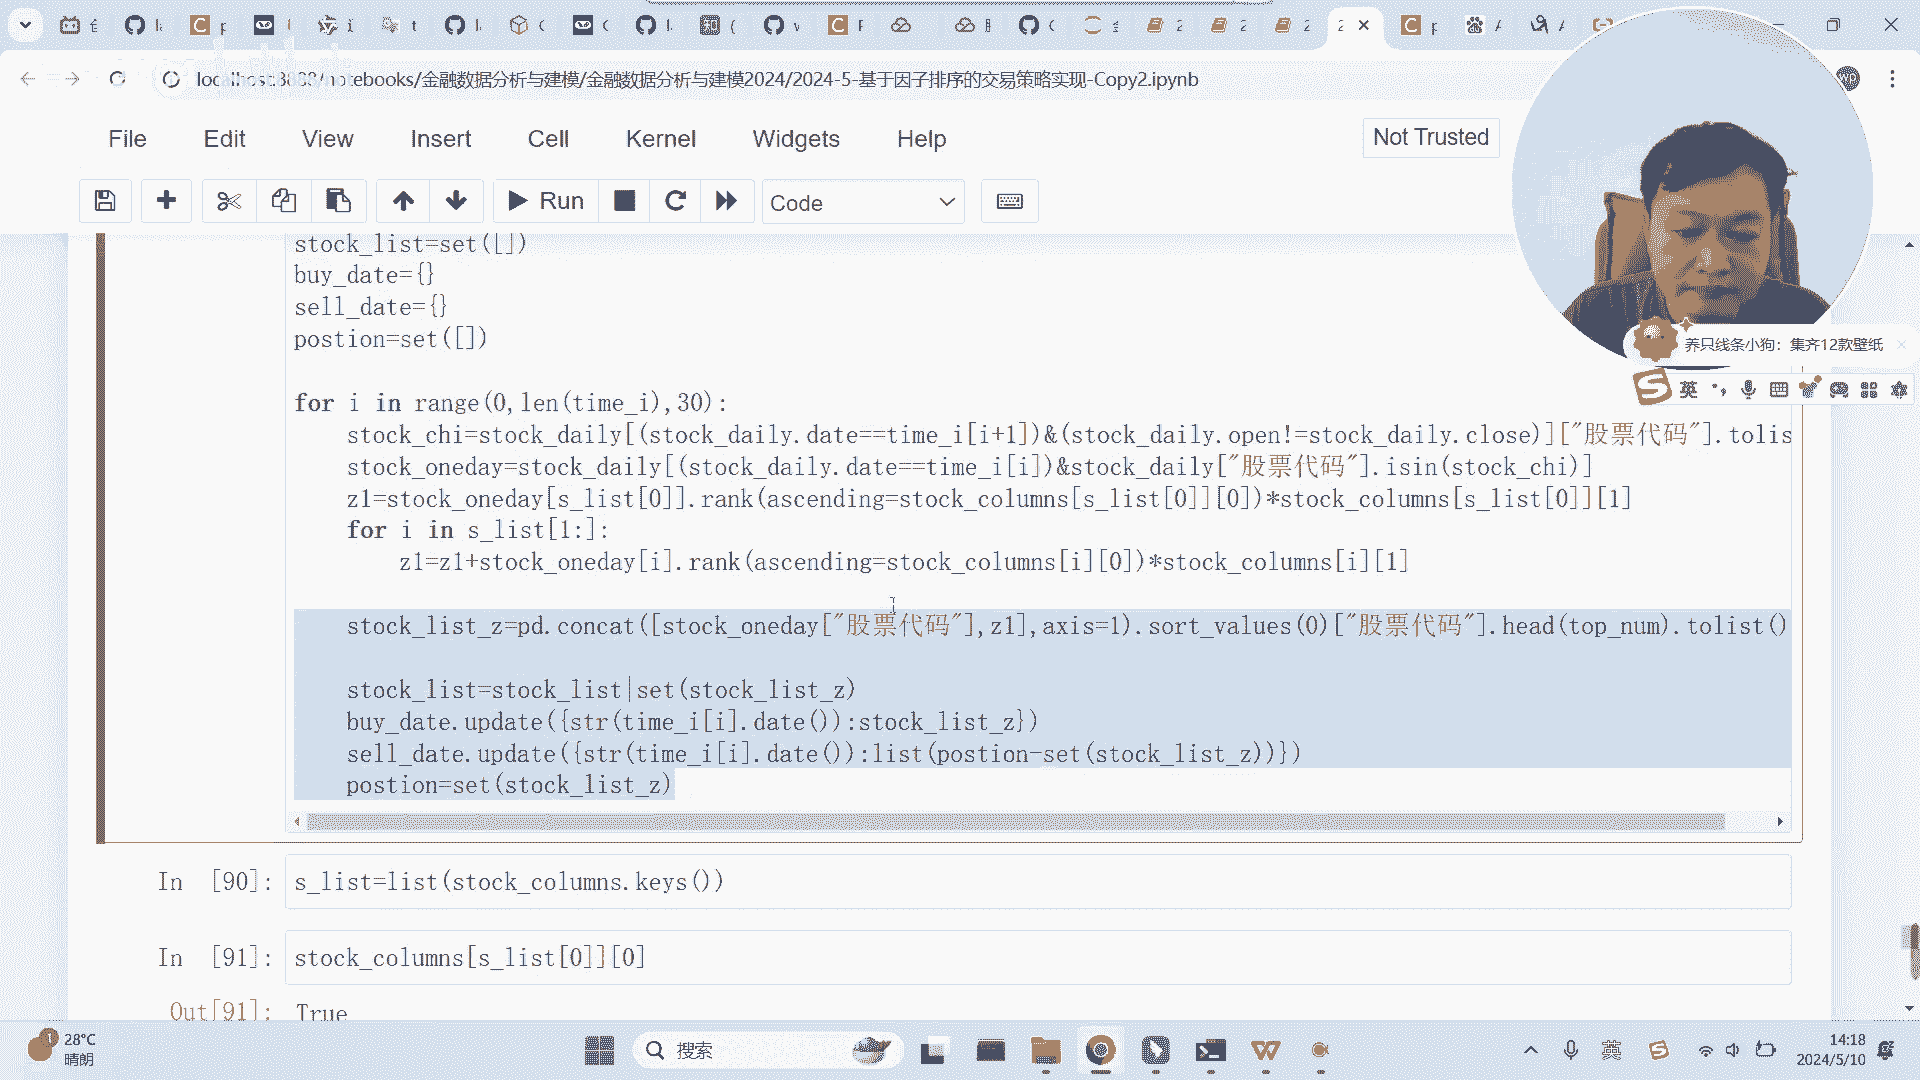 localhost:8888/notebooks/金融数据分析与建模/金融数据分析与建模2024/2024-5-基于因子排序的交易策略实现-Copy2.ipynb
File Edit View Insert Cell Kernel Widgets Help
Not Trusted
Run
Code
stock_list=set([])
buy_date={}
sell_date={}
postion=set([])
for i in range(0,len(time_i),30):
stock_chi=stock_daily[(stock_daily.date==time_i[i+1])&(stock_daily.open!=stock_daily.close)]["股票代码"].tolis
stock_oneday=stock_daily[(stock_daily.date==time_i[i])&stock_daily["股票代码"].isin(stock_chi)]
z1=stock_oneday[s_list[0]].rank(ascending=stock_columns[s_list[0]][0])*stock_columns[s_list[0]][1]
for i in s_list[1:]:
z1=z1+stock_oneday[i].rank(ascending=stock_columns[i][0])*stock_columns[i][1]
stock_list_z=pd.concat([stock_oneday["股票代码"],z1],axis=1).sort_values(0)["股票代码"].head(top_num).tolist()
stock_list=stock_list|set(stock_list_z)
buy_date.update({str(time_i[i].date()):stock_list_z})
sell_date.update({str(time_i[i].date()):list(postion-set(stock_list_z))})
postion=set(stock_list_z)
In [90]: s_list=list(stock_columns.keys())
In [91]: stock_columns[s_list[0]][0]
Out[91]: True
养只线条小狗：集齐12款壁纸
英
28°C
晴朗
搜索
英
14:18
2024/5/10